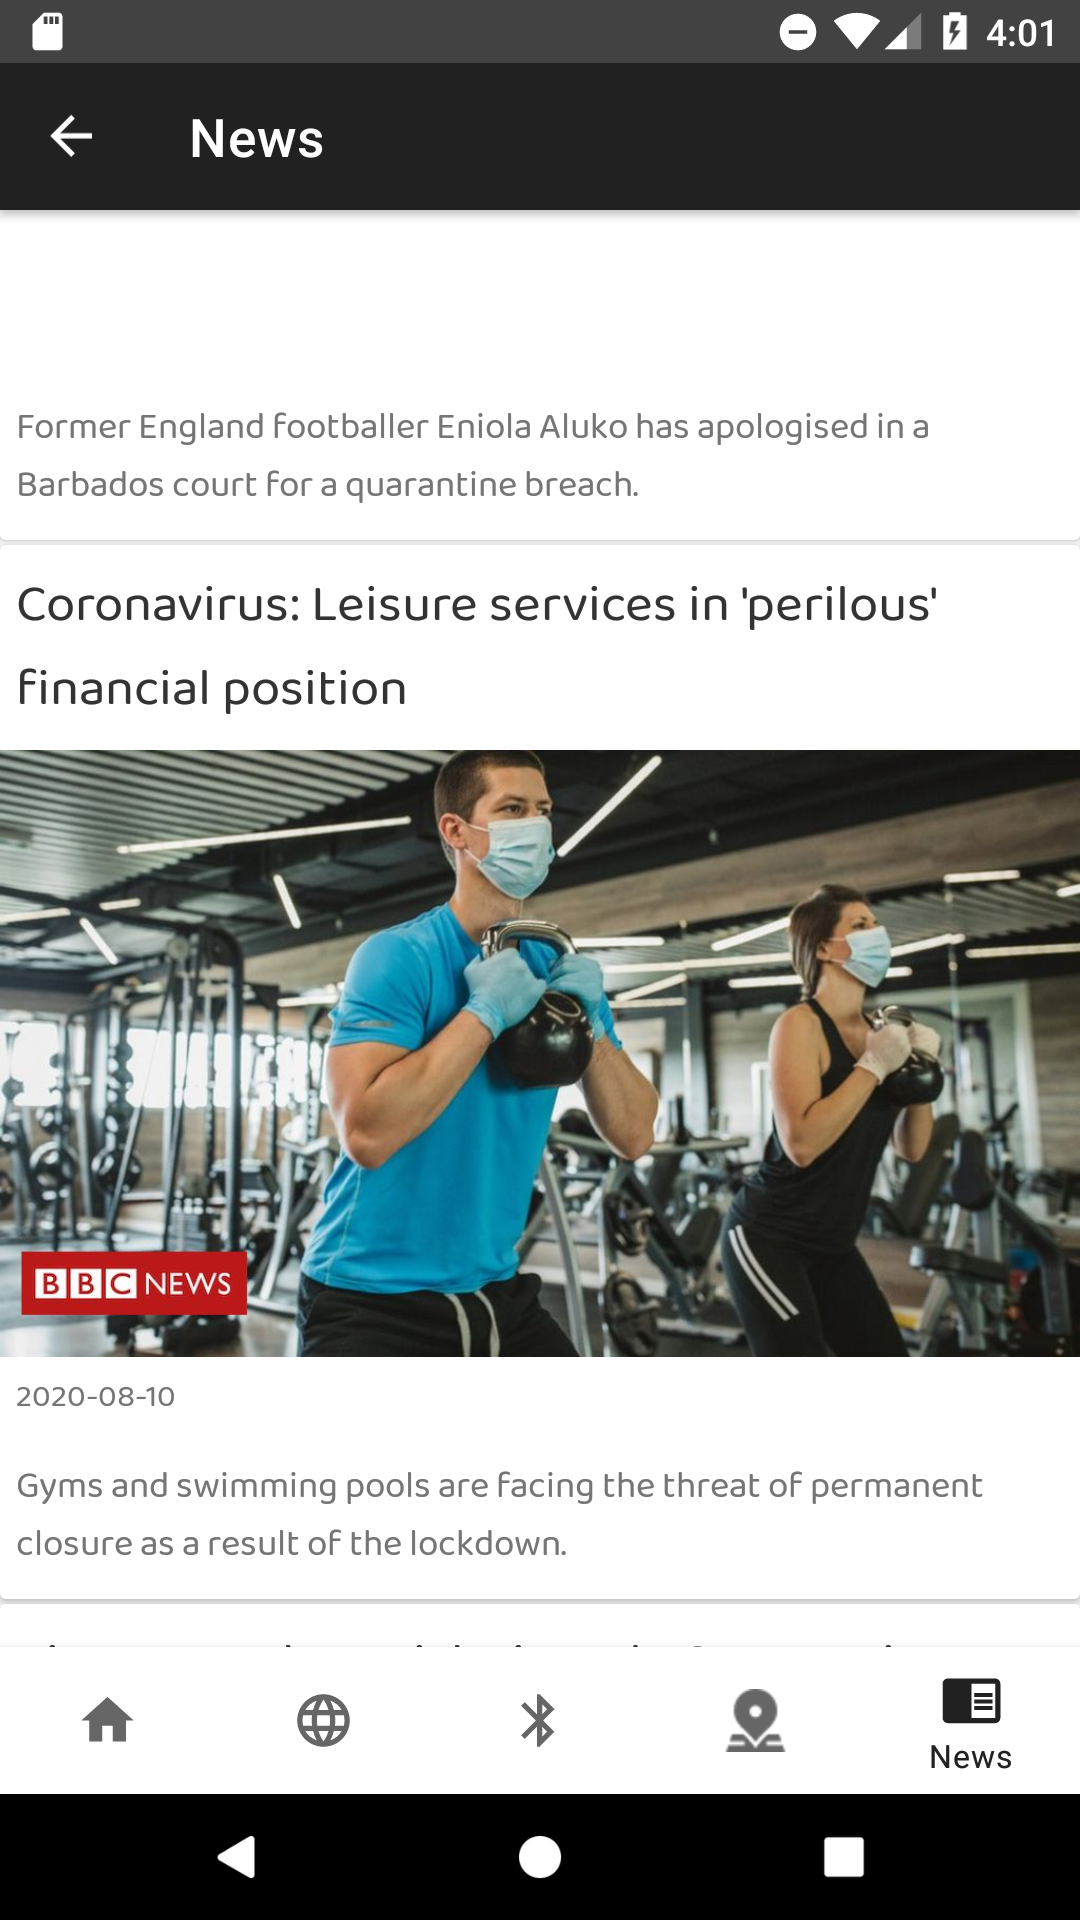 4:01
News
Former England footballer Eniola Aluko has apologised in a
Barbados court for a quarantine breach.
Coronavirus: Leisure services in 'perilous'
financial position
BBC NEWS
2020-08-10
Gyms and swimming pools are facing the threat of permanent
closure as a result of the lockdown.
News